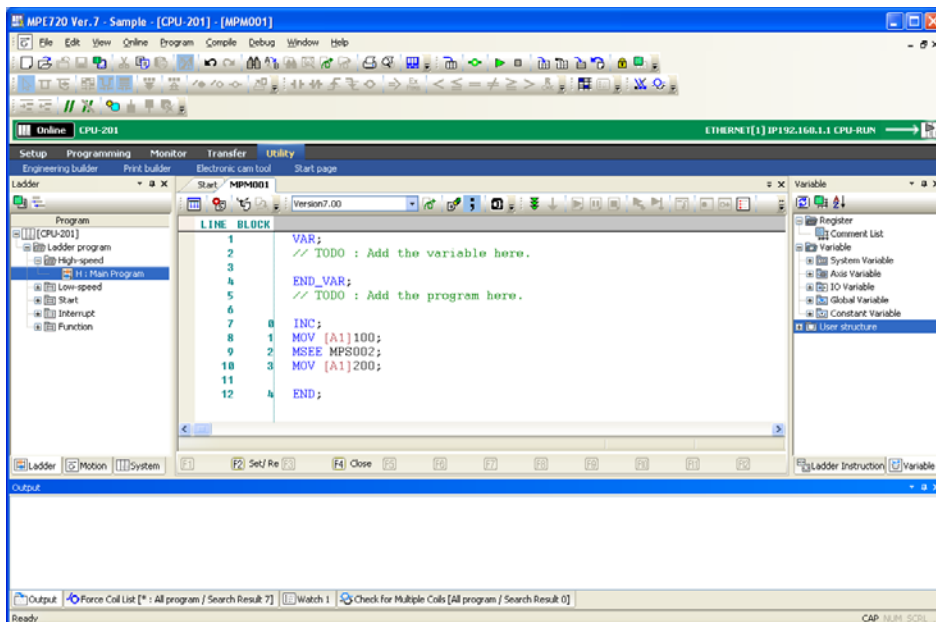 MPE720 Ver.7 - Sample - [CPU-201] - [MPM001]
File Edit View Online Program Compile Debug Window Help
Online CPU-201 ETHERNET[1] IP192.168.1.1 CPU-RUN
Setup Programming Monitor Transfer Utility
Engineering builder Print builder Electronic cam tool Start page
Ladder
Program
[CPU-201]
Ladder program
High-speed
H : Main Program
Low-speed
Start
Interrupt
Function
Ladder Motion System
Start MPM001
Version7.00
LINE BLOCK
1 VAR;
2 // TODO : Add the variable here.
3
4 END_VAR;
5 // TODO : Add the program here.
6
7 0 INC;
8 1 MOV [A1]100;
9 2 MSEE MPS002;
10 3 MOV [A1]200;
11
12 4 END;
F1 F2 Set/Re F3 F4 Close F5 F6 F7 F8 F9
Variable
Register
Comment List
Variable
System Variable
Axis Variable
IO Variable
Global Variable
Constant Variable
User structure
Ladder Instruction Variable
Output
Output Force Coil List [* : All program / Search Result 7] Watch 1 Check for Multiple Coils [All program / Search Result 0]
Ready CAP NUM SCRL